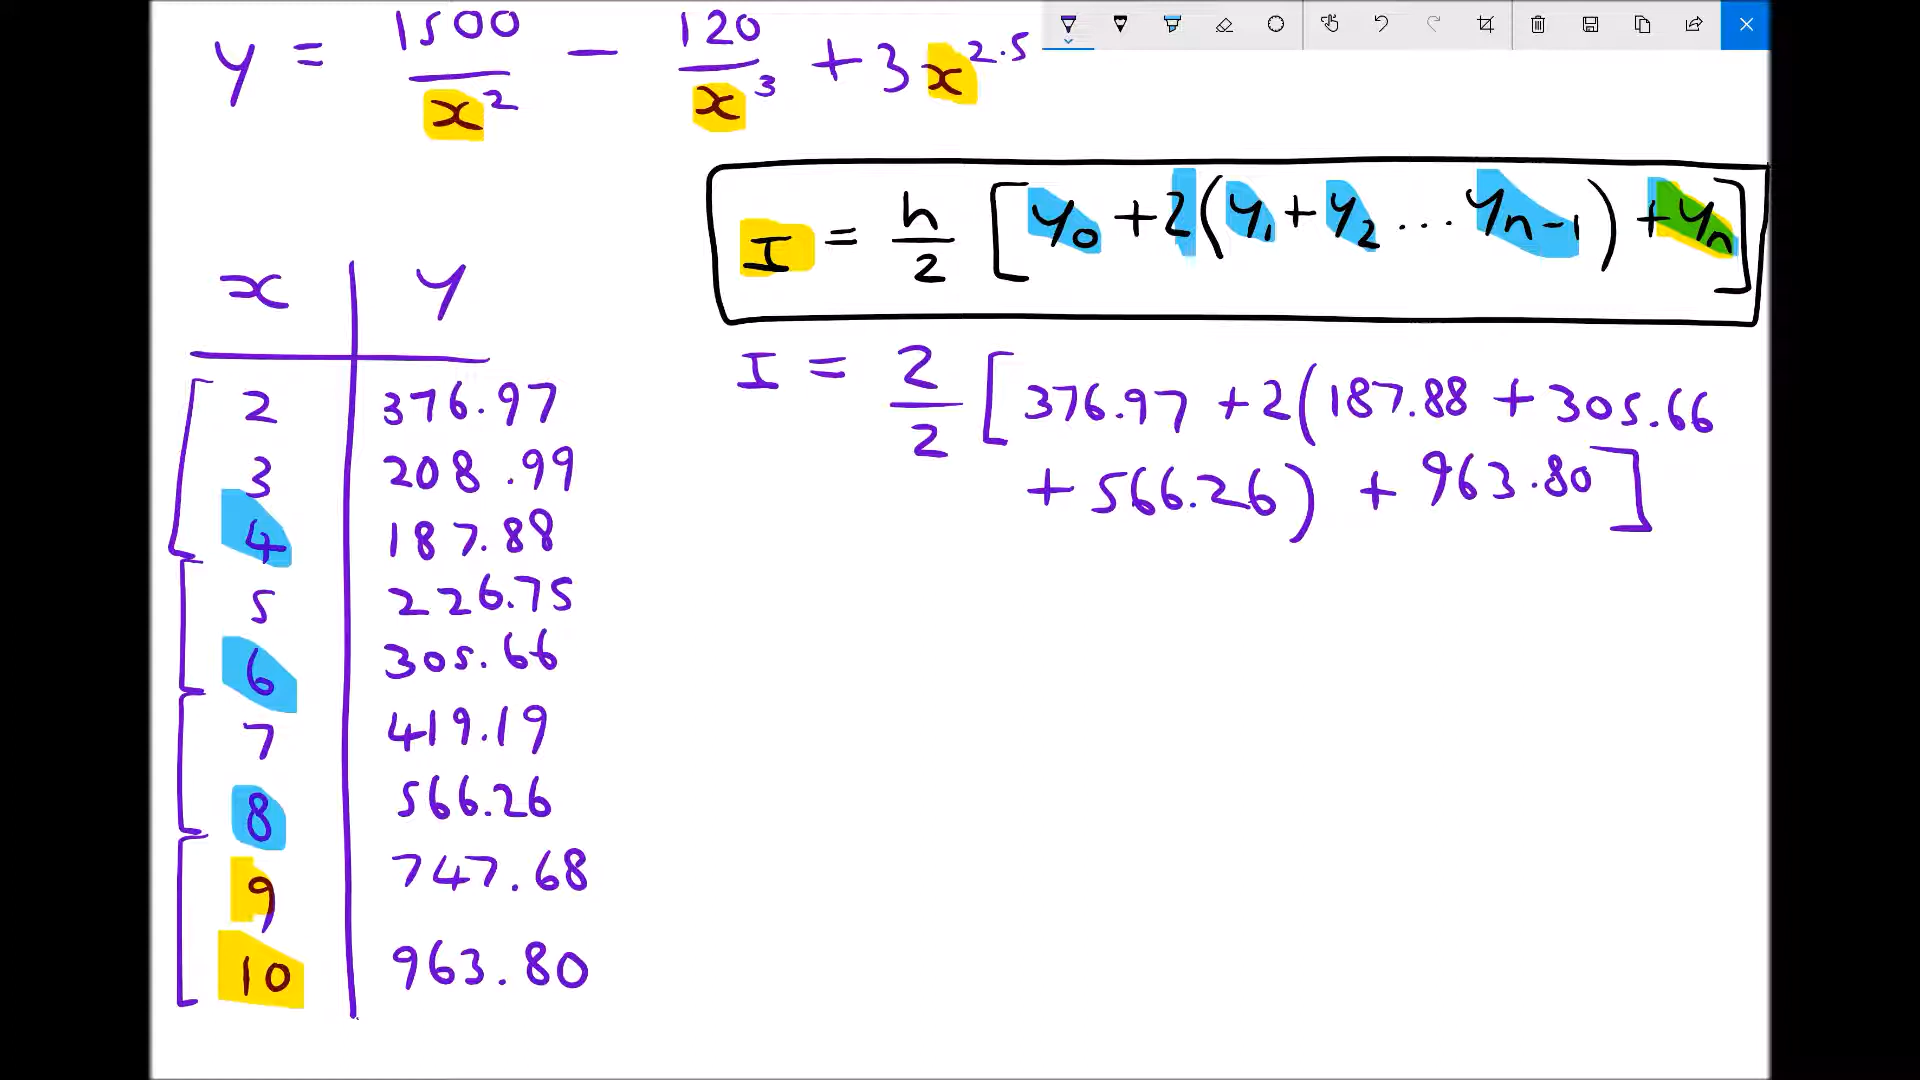 y = 1500/x² − 120/x³ + 3x^2.5
I = h/2 [y₀ + 2(y₁ + y₂ ... yₙ₋₁) + yₙ]
x | y
2 | 376.97
3 | 208.99
4 | 187.88
5 | 226.75
6 | 305.66
7 | 419.19
8 | 566.26
9 | 747.68
10 | 963.80
I = 2/2 [376.97 + 2(187.88 + 305.66
+ 566.26) + 963.80]